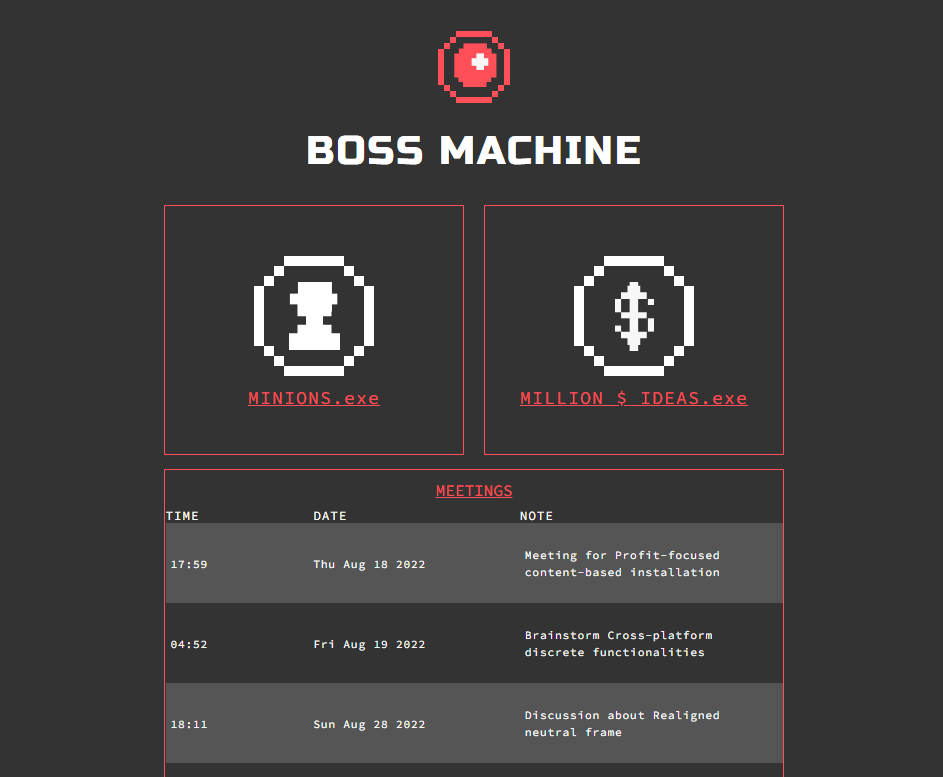 BOSS MACHINE
MINIONS.exe
MILLION $ IDEAS.exe
MEETINGS
TIME DATE NOTE
17:59 Thu Aug 18 2022 Meeting for Profit-focused
content-based installation
04:52 Fri Aug 19 2022 Brainstorm Cross-platform
discrete functionalities
18:11 Sun Aug 28 2022 Discussion about Realigned
neutral frame